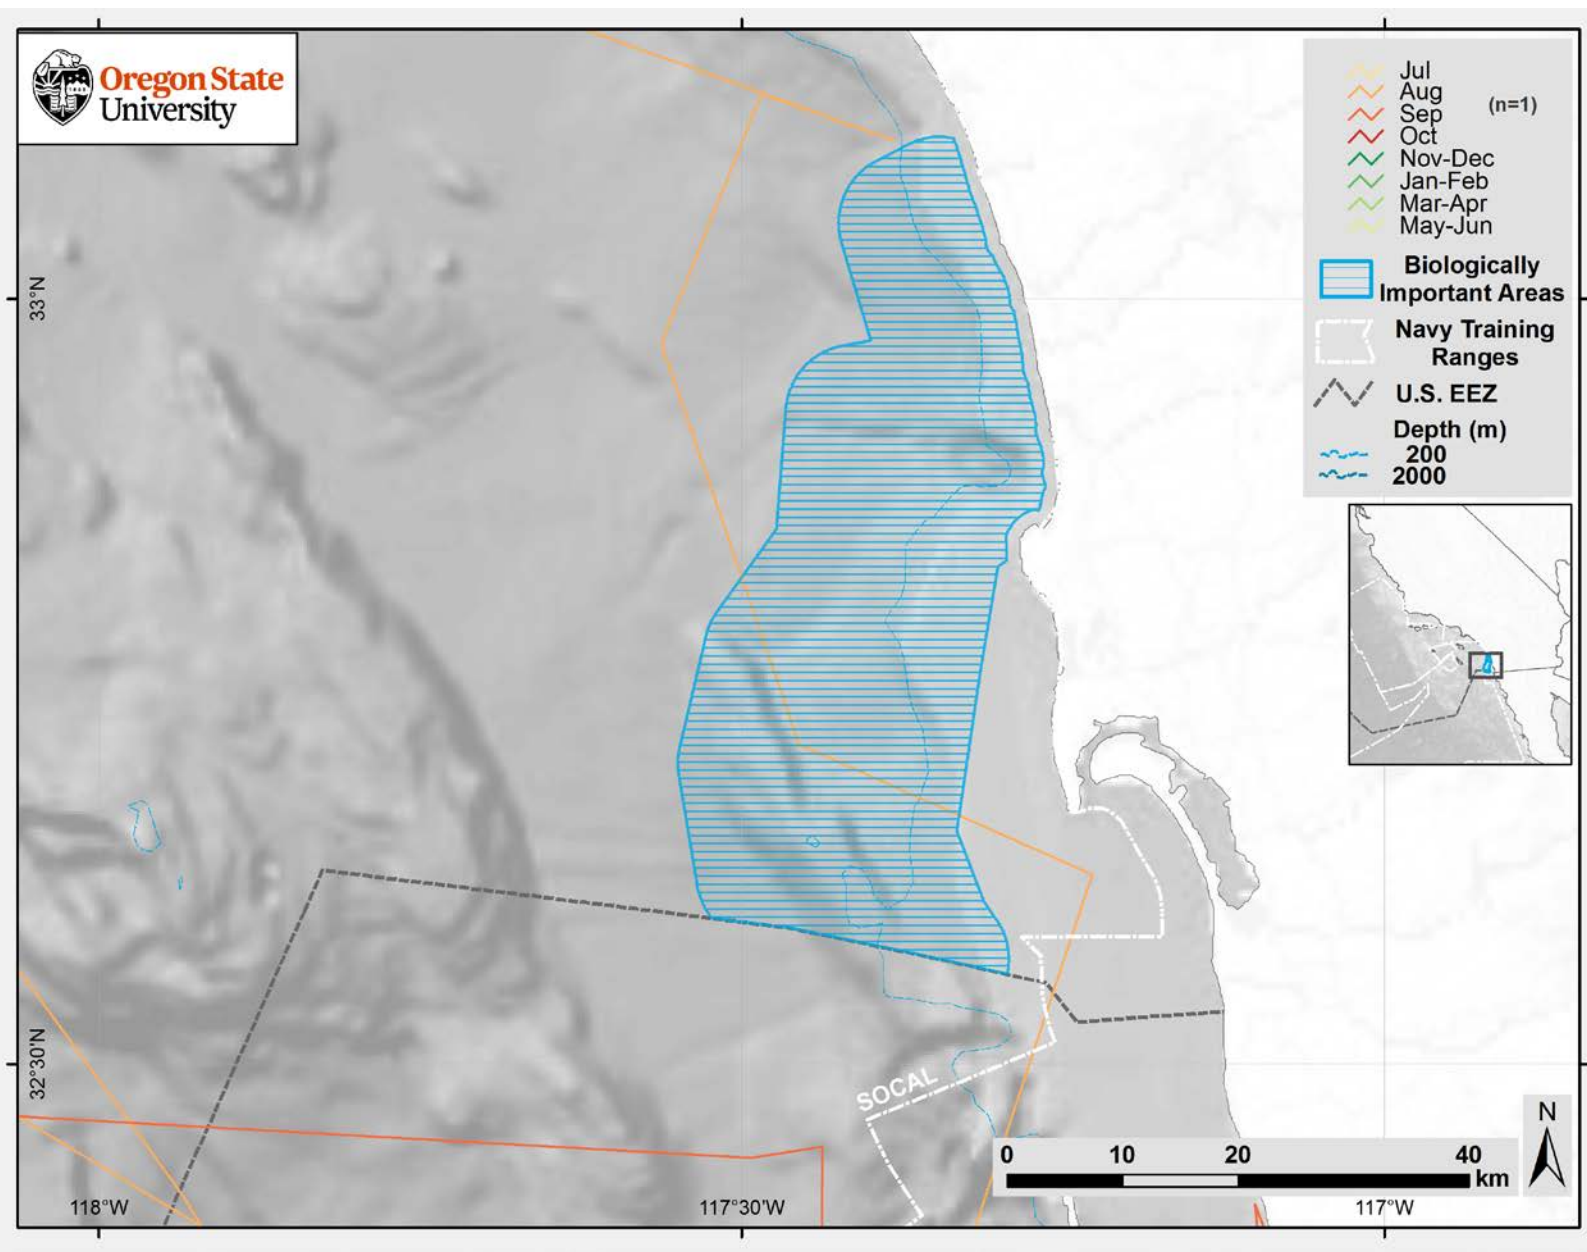 Oregon State
University
Jul
Aug
Sep
(n=1)
Oct
Nov-Dec
Jan-Feb
Mar-Apr
May-Jun
Biologically
Important Areas
Navy Training
Ranges
U.S. EEZ
Depth (m)
200
2000
33°N
32°30'N
SOCAL
N
0 10 20 40
km
118°W 117°30'W 117°W